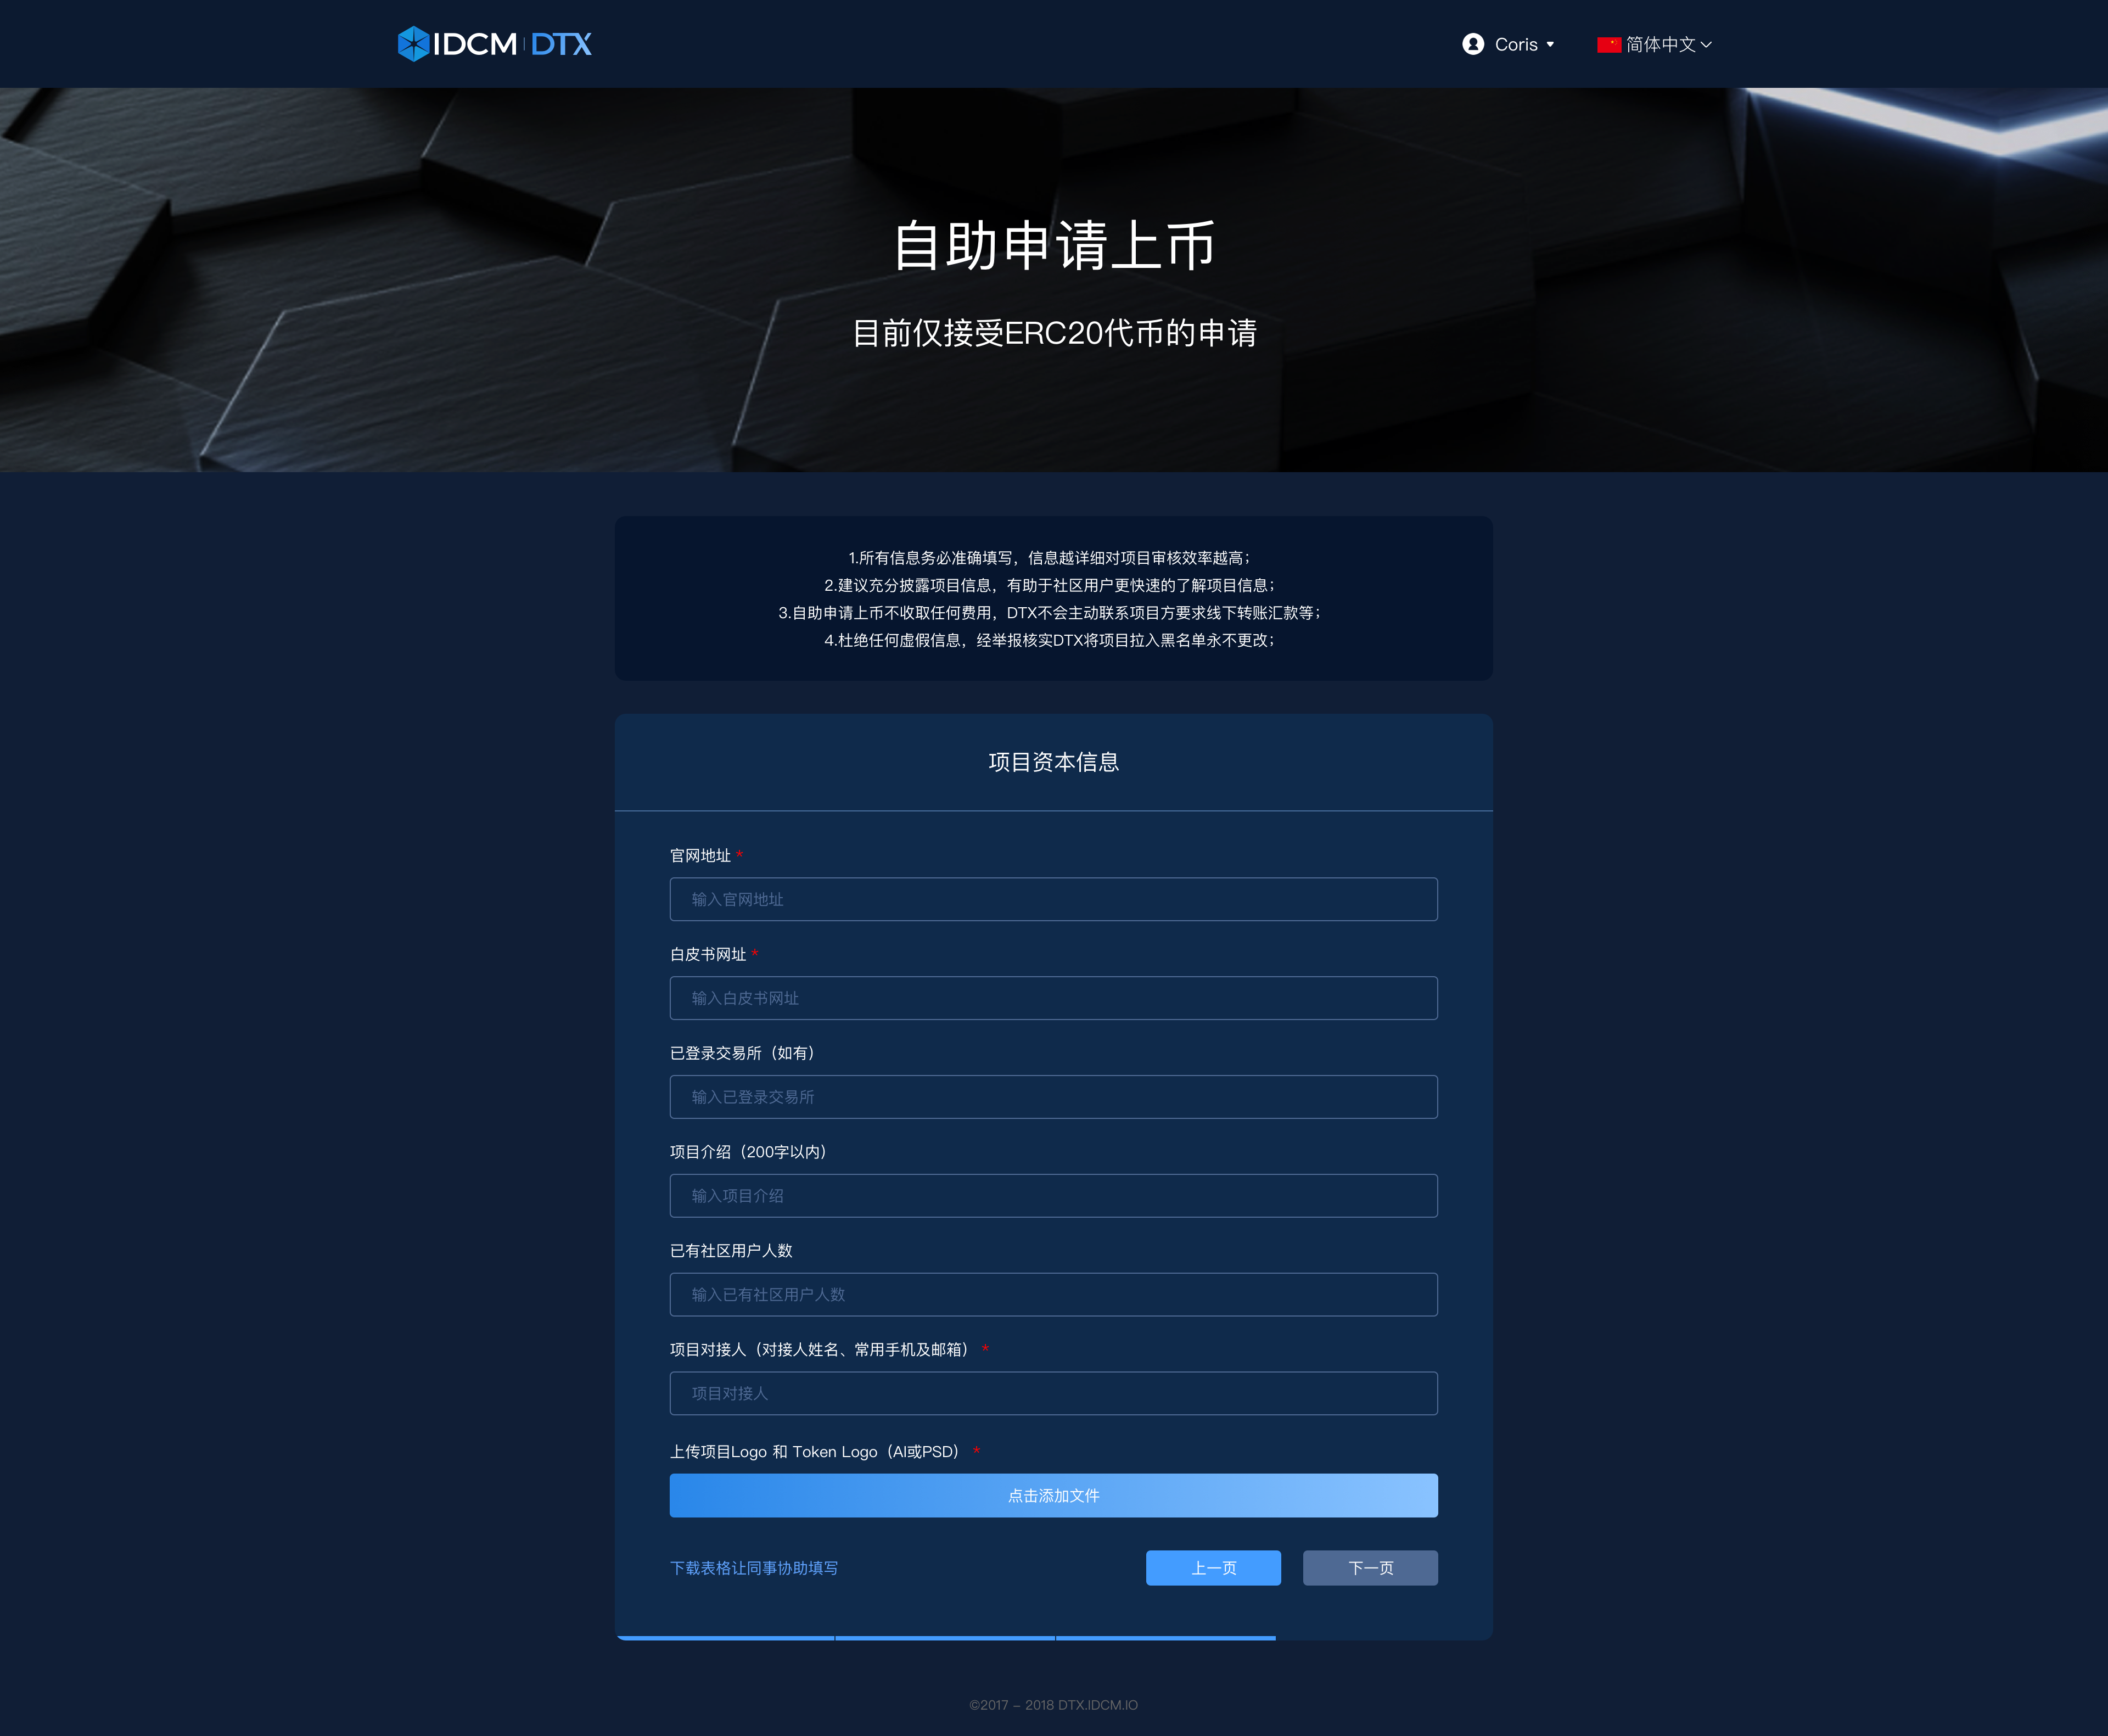 IDCM DTX
Coris
简体中文
自助申请上币
目前仅接受ERC20代币的申请
1.所有信息务必准确填写，信息越详细对项目审核效率越高；
2.建议充分披露项目信息，有助于社区用户更快速的了解项目信息；
3.自助申请上币不收取任何费用，DTX不会主动联系项目方要求线下转账汇款等；
4.杜绝任何虚假信息，经举报核实DTX将项目拉入黑名单永不更改；
项目资本信息
官网地址 *
输入官网地址
白皮书网址 *
输入白皮书网址
已登录交易所（如有）
输入已登录交易所
项目介绍（200字以内）
输入项目介绍
已有社区用户人数
输入已有社区用户人数
项目对接人（对接人姓名、常用手机及邮箱） *
项目对接人
上传项目Logo 和 Token Logo（AI或PSD） *
点击添加文件
下载表格让同事协助填写
上一页
下一页
©2017 – 2018 DTX.IDCM.IO